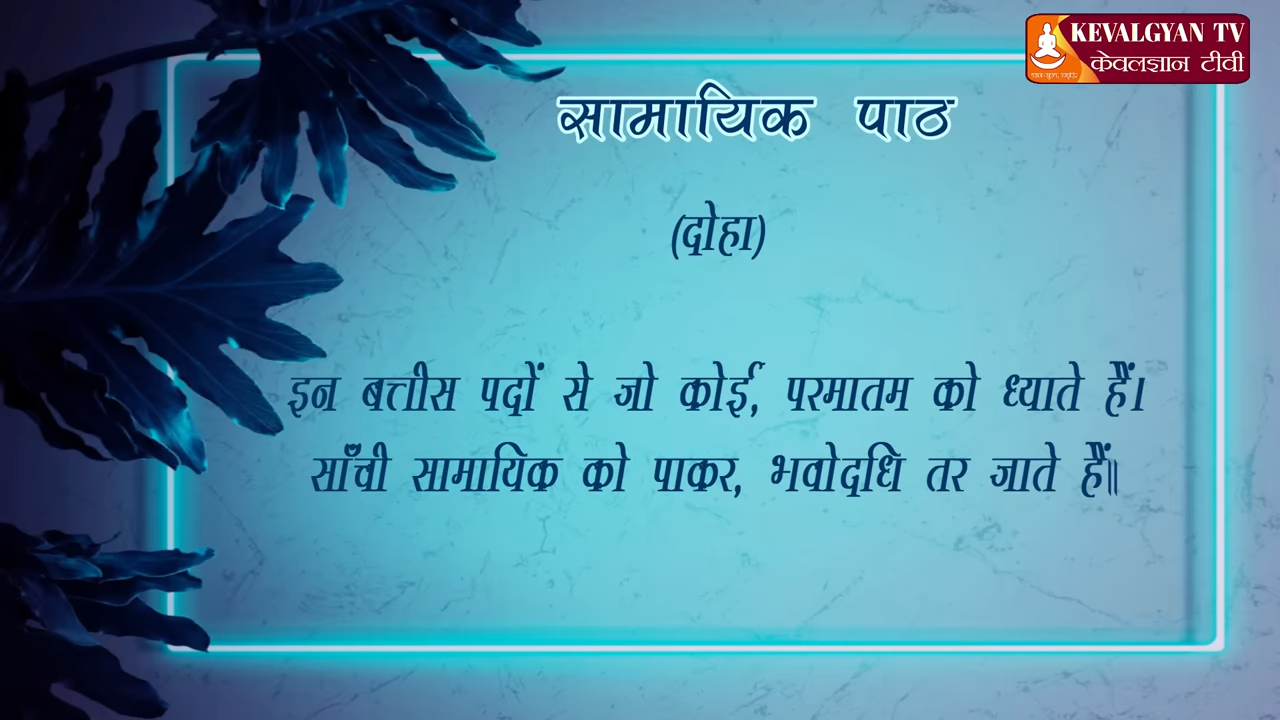 KEVALGYAN TV
केवलज्ञान टीवी
सामायिक पाठ
(दोहा)
इन बत्तीस पदों से जो कोई, परमातम को ध्याते हैं।
साँची सामायिक को पाकर, भवोदधि तर जाते हैं॥